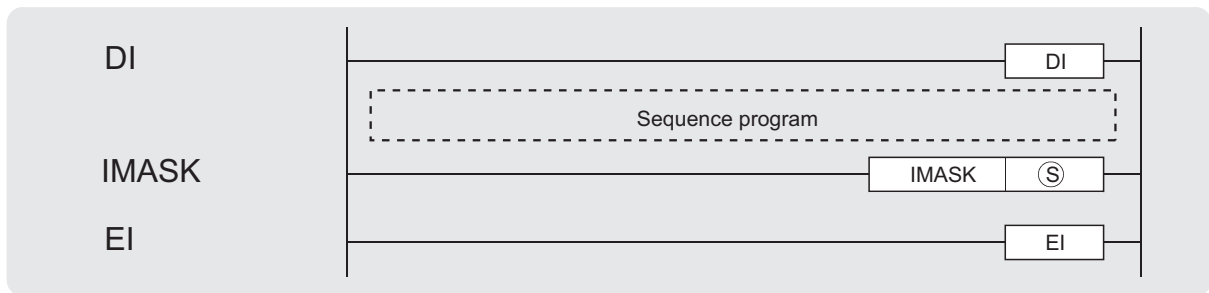 DI DI
Sequence program
IMASK IMASK Ⓢ
EI EI